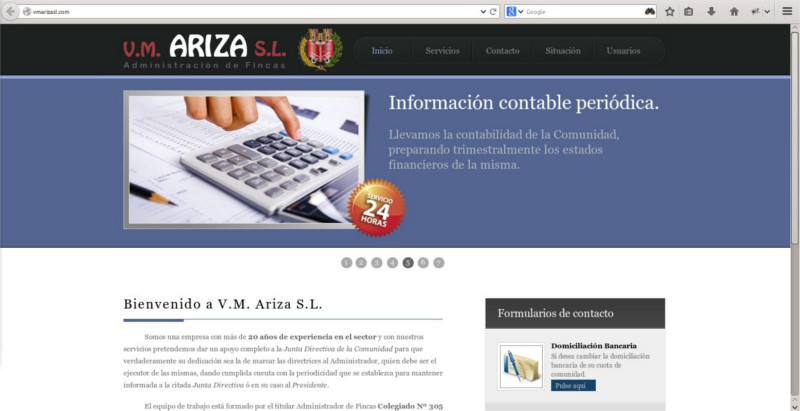 vmarizasl.com
Google
V.M. ARIZA S.L.
Administración de Fincas
Inicio
Servicios
Contacto
Situación
Usuarios
Información contable periódica.
Llevamos la contabilidad de la Comunidad,
preparando trimestralmente los estados
financieros de la misma.
SERVICIO
24
HORAS
1 2 3 4 5 6 7
Bienvenido a V.M. Ariza S.L.
Somos una empresa con más de 20 años de experiencia en el sector y con nuestros
servicios pretendemos dar un apoyo completo a la Junta Directiva de la Comunidad para que
verdaderamente su dedicación sea la de marcar las directrices al Administrador, quien debe ser el
ejecutor de las mismas, dando cumplida cuenta con la periodicidad que se establezca para mantener
informada a la citada Junta Directiva ó en su caso al Presidente.
El equipo de trabajo está formado por el titular Administrador de Fincas Colegiado Nº 305
Formularios de contacto
Domiciliación Bancaria
Si desea cambiar la domiciliación
bancaria de su cuota de
comunidad.
Pulse aquí